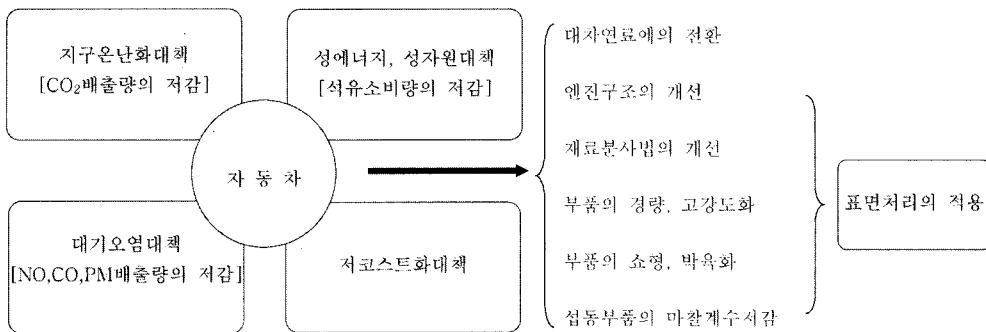 지구온난화대책
[CO₂배출량의 저감]
성에너지, 성자원대책
[석유소비량의 저감]
자 동 차
대기오염대책
[NO,CO,PM배출량의 저감]
저코스트화대책
대차연료에의 전환
엔진구조의 개선
재료분사법의 개선
부품의 경량, 고강도화
부품의 쇼형, 박육화
섭동부품의 마찰계수저감
표면처리의 적용